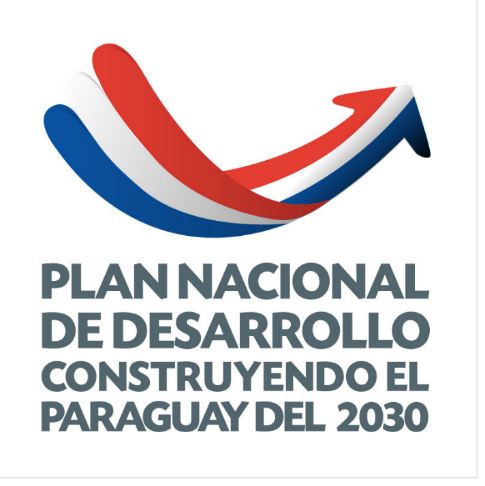 PLAN NACIONAL
DE DESARROLLO
CONSTRUYENDO EL
PARAGUAY DEL 2030